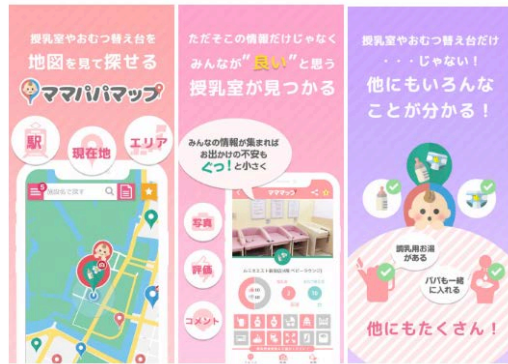 授乳室やおむつ替え台を
地図を見て探せる
ママパパマップ
駅
現在地
エリア
施設名で探す
ただそこの情報だけじゃなく
みんなが"良い"と思う
授乳室が見つかる
みんなの情報が集まれば
お出かけの不安も
ぐっ!と小さく
マママップ
写真
評価
コメント
授乳室やおむつ替え台だけ
・・・じゃない!
他にもいろんな
ことが分かる!
調乳用お湯
がある
パパも一緒
に入れる
他にもたくさん!